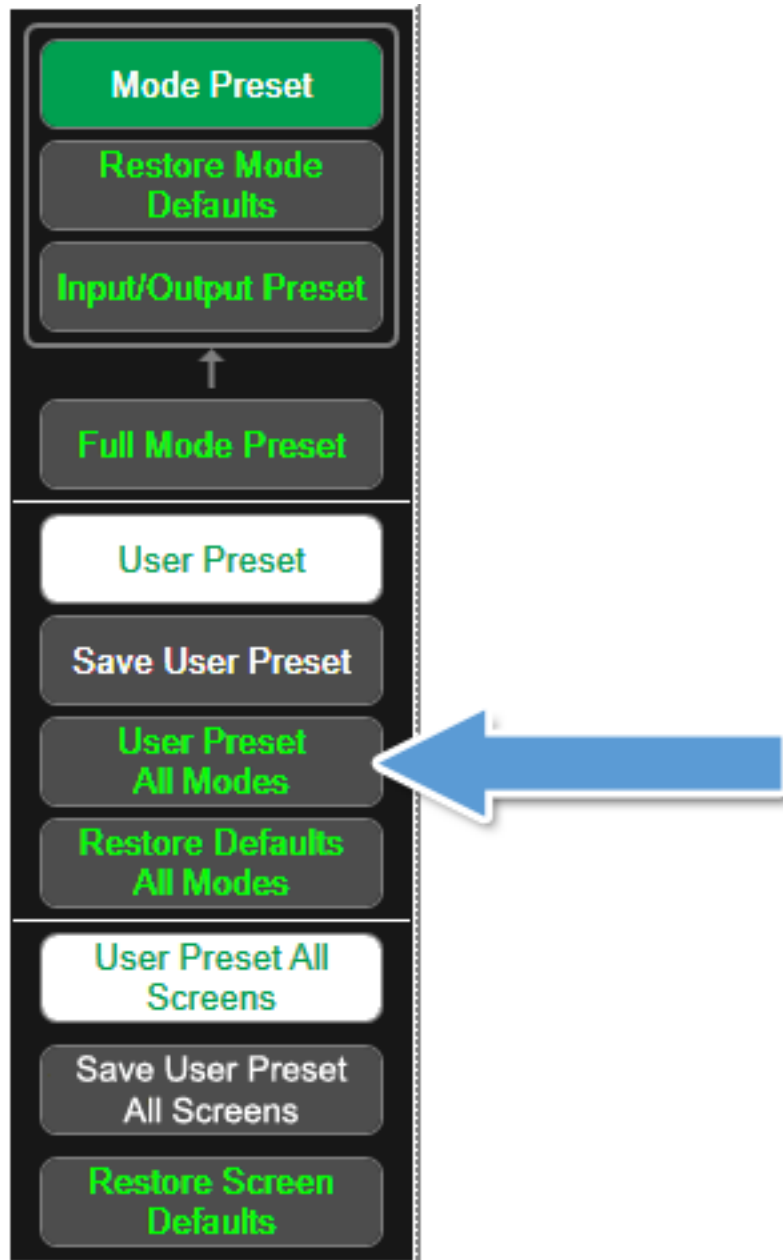 Mode Preset
Restore Mode
Defaults
Input/Output Preset
Full Mode Preset
User Preset
Save User Preset
User Preset
All Modes
Restore Defaults
All Modes
User Preset All
Screens
Save User Preset
All Screens
Restore Screen
Defaults